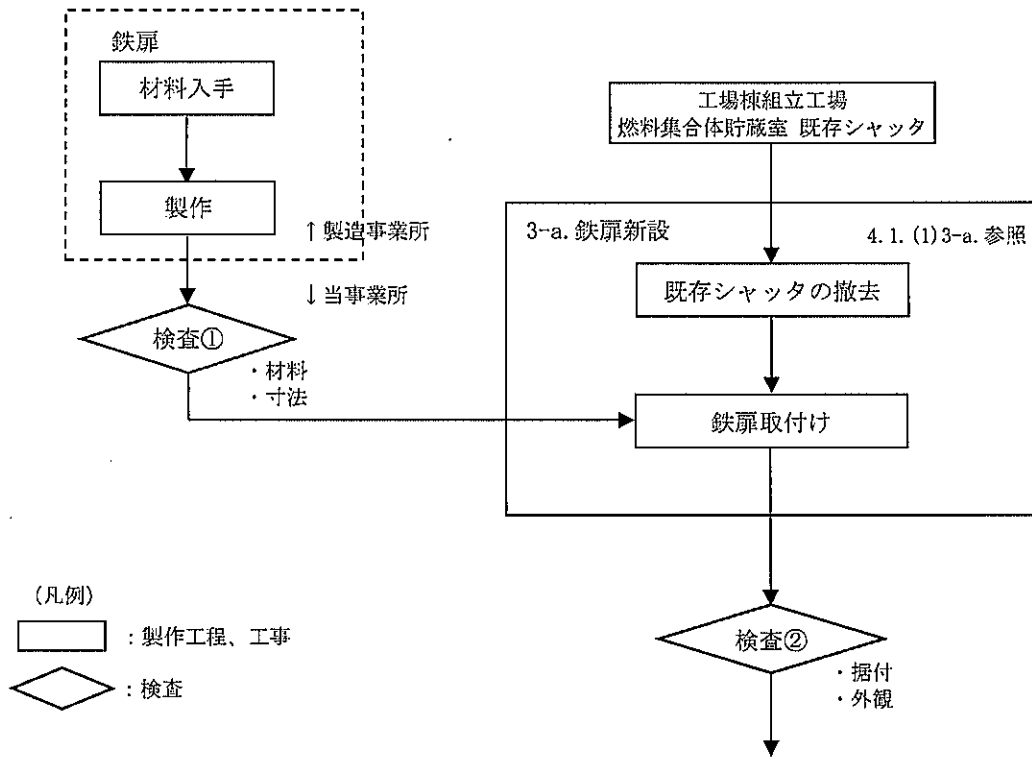 鉄扉
材料入手
製作
↑製造事業所
↓当事業所
検査①
・材料
・寸法
工場棟組立工場
燃料集合体貯蔵室 既存シャッタ
3-a. 鉄扉新設
4.1.(1)3-a. 参照
既存シャッタの撤去
鉄扉取付け
検査②
・据付
・外観
(凡例)
：製作工程、工事
：検査